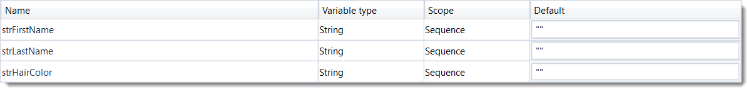 Name Variable type Scope Default
strFirstName String Sequence ""
strLastName String Sequence ""
strHairColor String Sequence ""